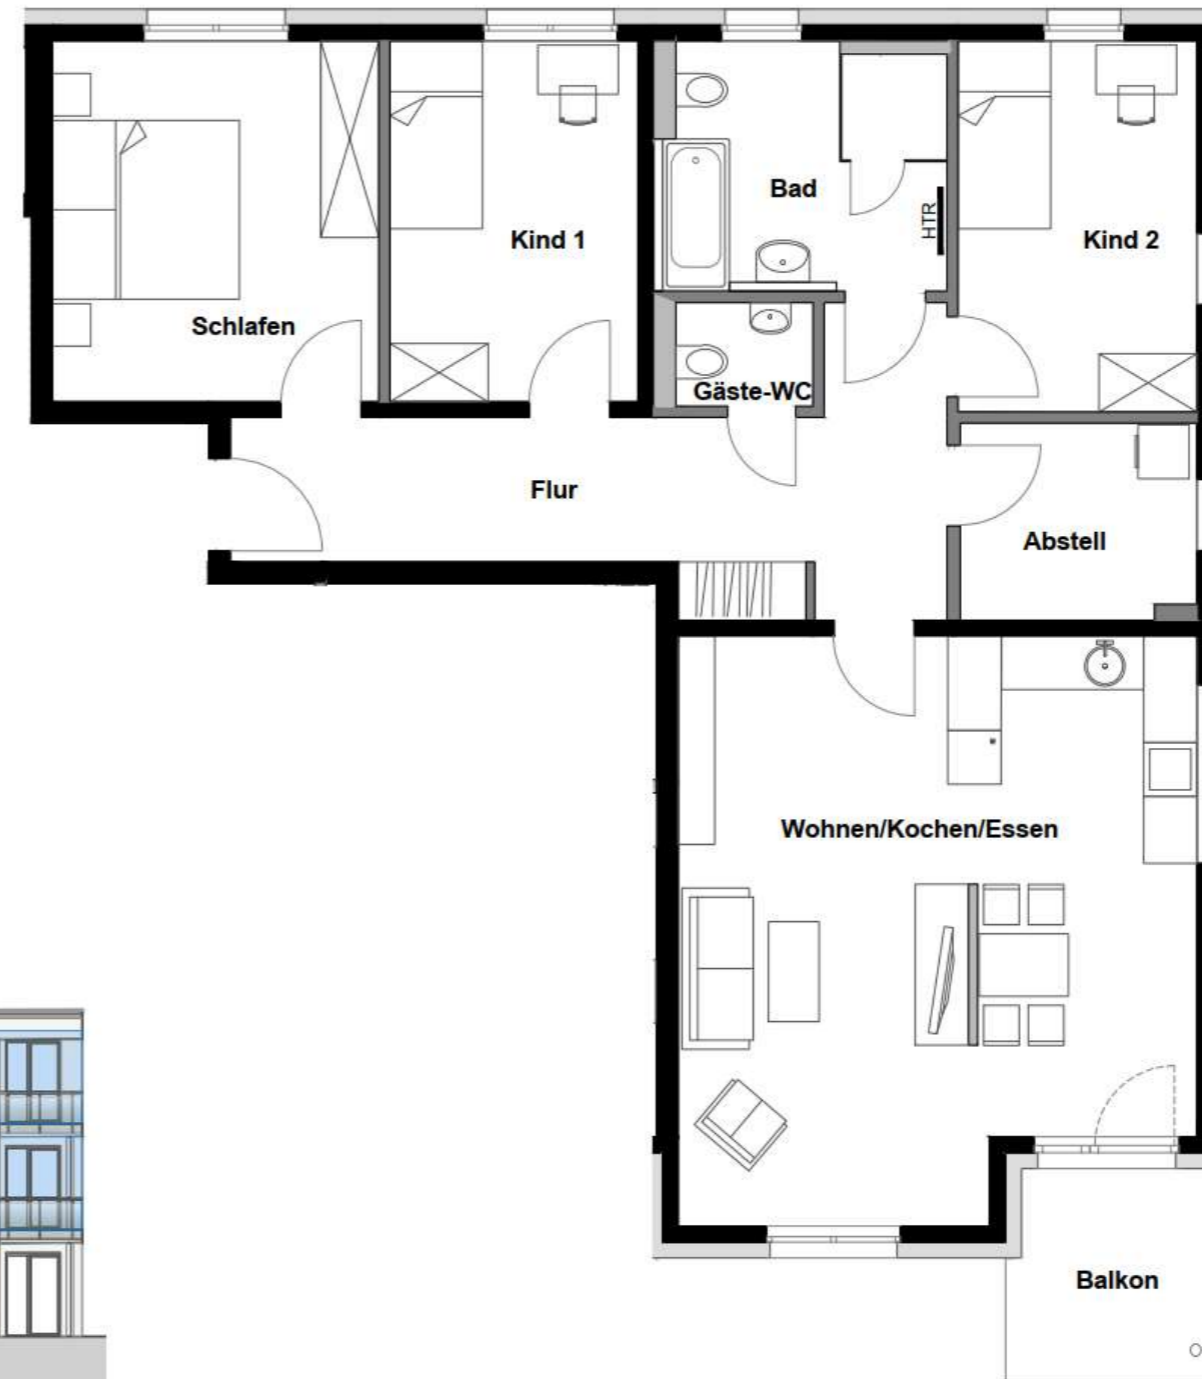 Bad
HTR
Kind 1
Kind 2
Schlafen
Gäste-WC
Flur
Abstell
Wohnen/Kochen/Essen
Balkon